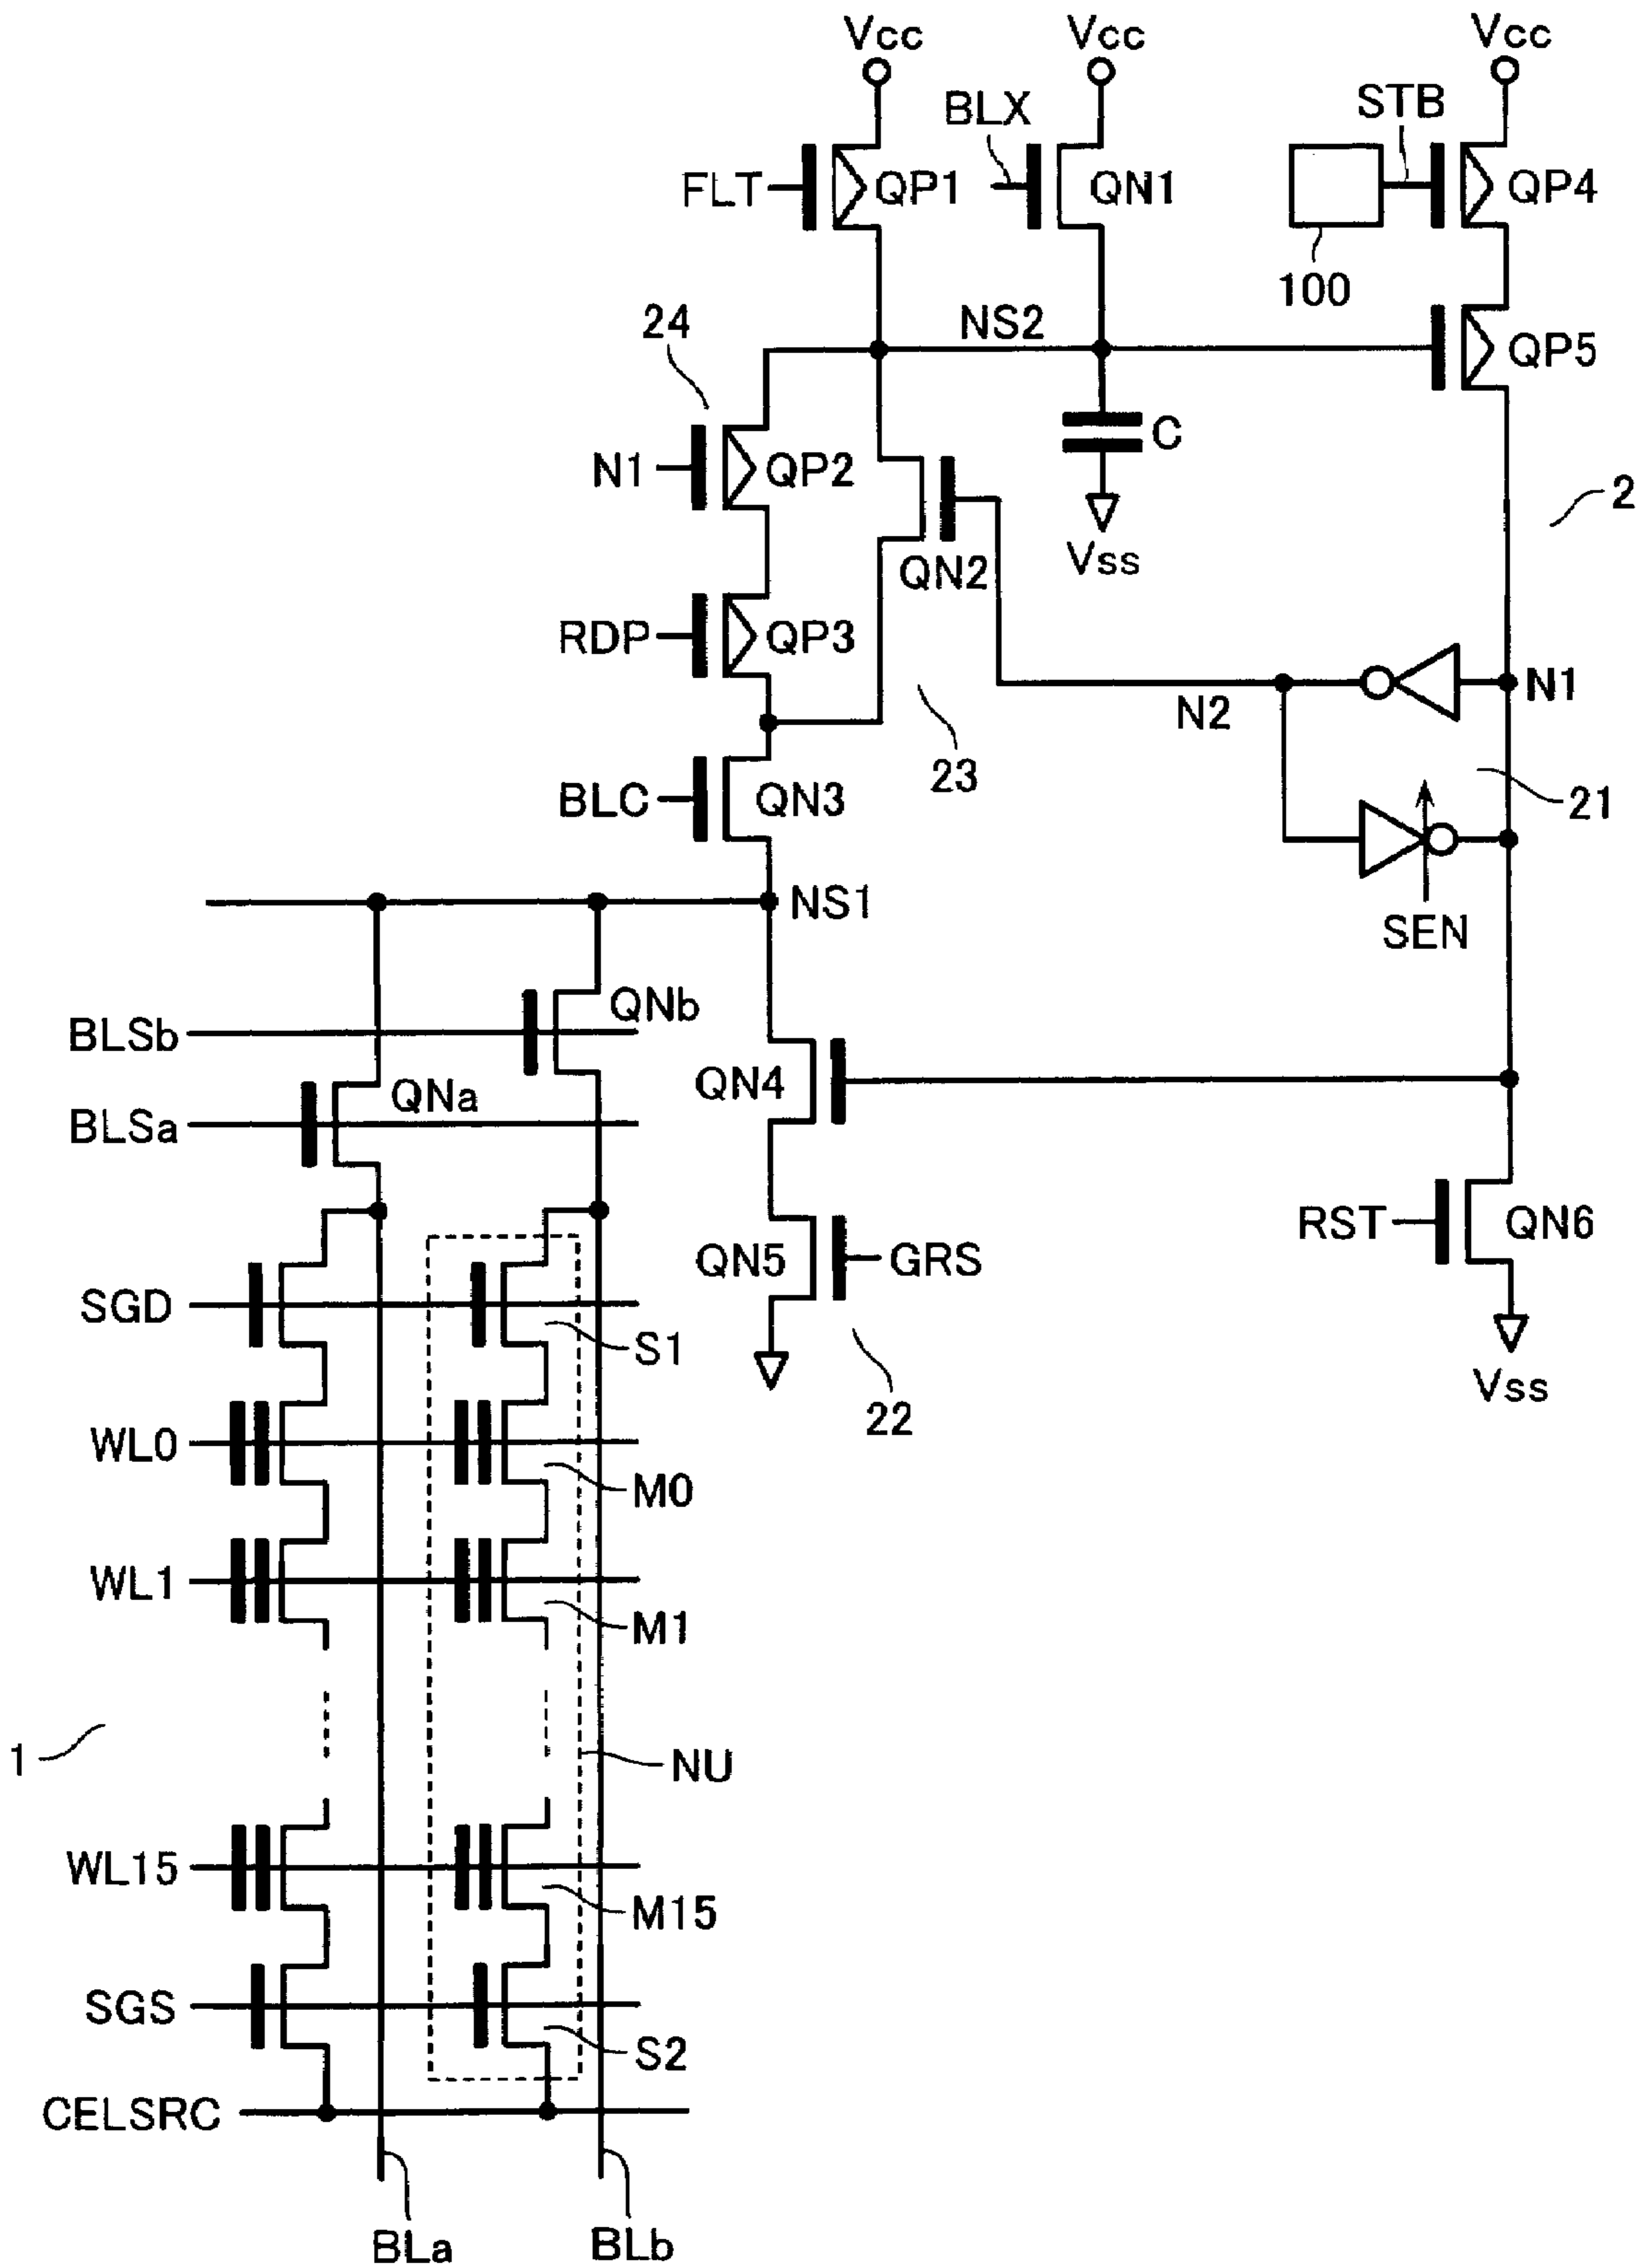 Vcc
Vcc
Vcc
BLX
STB
FLT
QP1
QN1
QP4
100
24
NS2
QP5
N1
QP2
C
2
Vss
QN2
RDP
QP3
N1
N2
23
BLC
QN3
21
NS1
SEN
BLSb
QNb
QNa
BLSa
QN4
RST
QN6
SGD
QN5
GRS
S1
Vss
22
WL0
M0
WL1
M1
1
NU
WL15
M15
SGS
S2
CELSRC
BLa
BLb